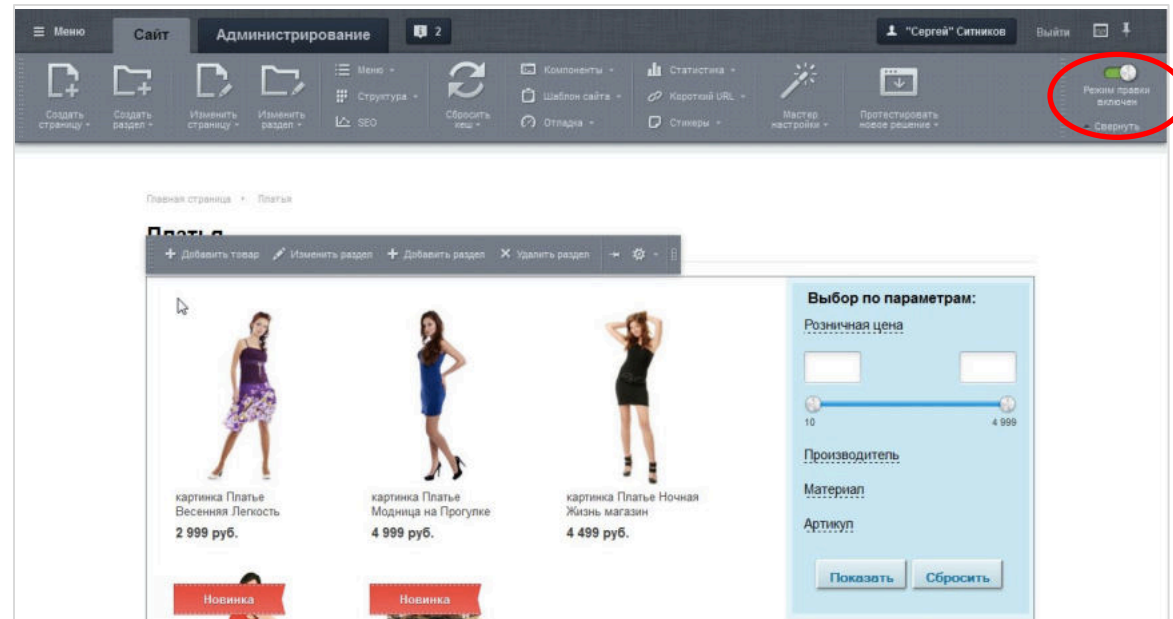 Меню
Сайт
Администрирование
2
"Сергей" Ситников
Выйти
Создать страницу
Создать раздел
Изменить страницу
Изменить раздел
Меню
Структура
SEO
Сбросить кеш
Компоненты
Шаблон сайта
Отладка
Статистика
Короткий URL
Стикеры
Мастер настройки
Протестировать новое решение
Режим правки включен
Свернуть
Главная страница • Платья
Платья
Добавить товар Изменить раздел Добавить раздел Удалить раздел
картинка Платье
Весенняя Легкость
2 999 руб.
картинка Платье
Модница на Прогулке
4 999 руб.
картинка Платье Ночная
Жизнь магазин
4 499 руб.
Новинка
Новинка
Выбор по параметрам:
Розничная цена
10 4 999
Производитель
Материал
Артикул
Показать Сбросить